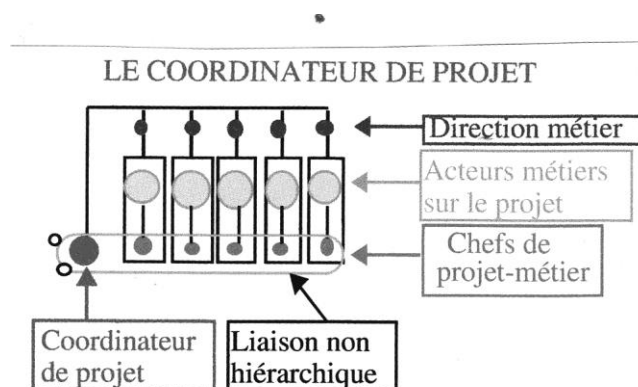 LE COORDINATEUR DE PROJET
Direction métier
Acteurs métiers
sur le projet
Chefs de
projet-métier
Coordinateur
de projet
Liaison non
hiérarchique